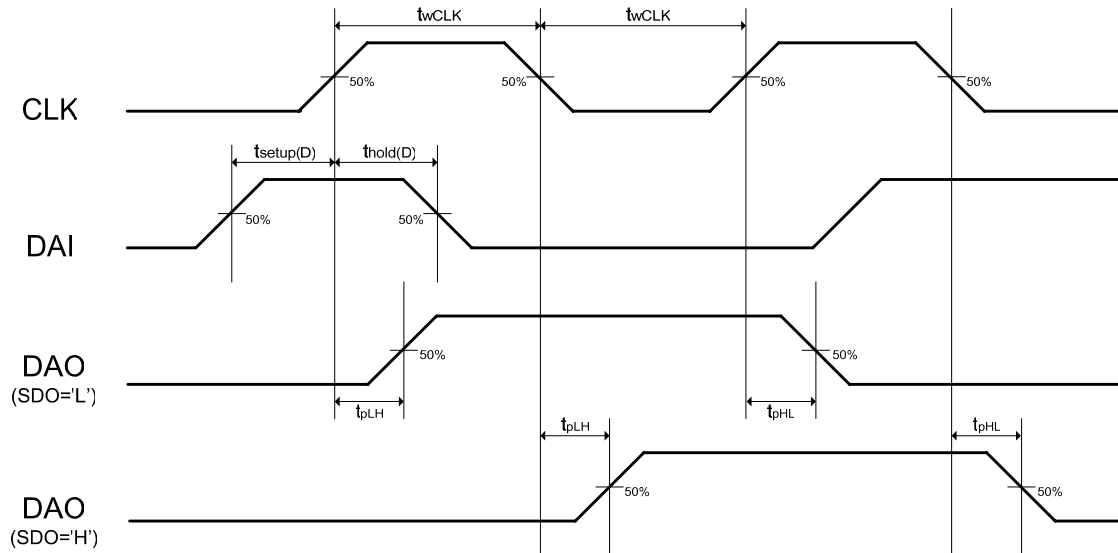 twCLK twCLK
CLK 50% 50% 50% 50%
tsetup(D) thold(D)
DAI 50% 50%
DAO 50% 50%
(SDO='L')
tpLH tpHL
tpLH tpHL
DAO 50% 50%
(SDO='H')